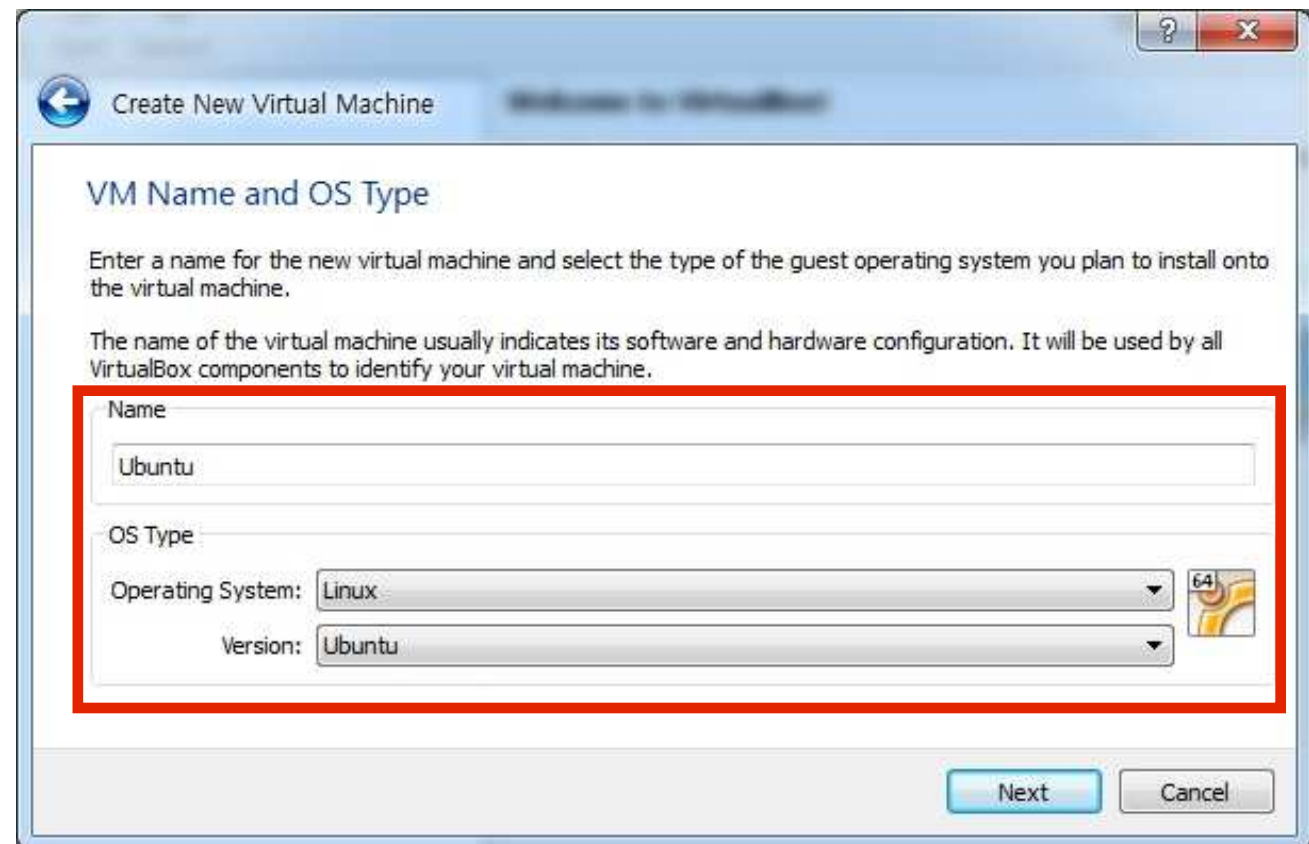 ?
Create New Virtual Machine
Welcome to VirtualBox!
VM Name and OS Type
Enter a name for the new virtual machine and select the type of the guest operating system you plan to install onto
the virtual machine.
The name of the virtual machine usually indicates its software and hardware configuration. It will be used by all
VirtualBox components to identify your virtual machine.
Name
Ubuntu
OS Type
Operating System: Linux
64
Version: Ubuntu
Next Cancel